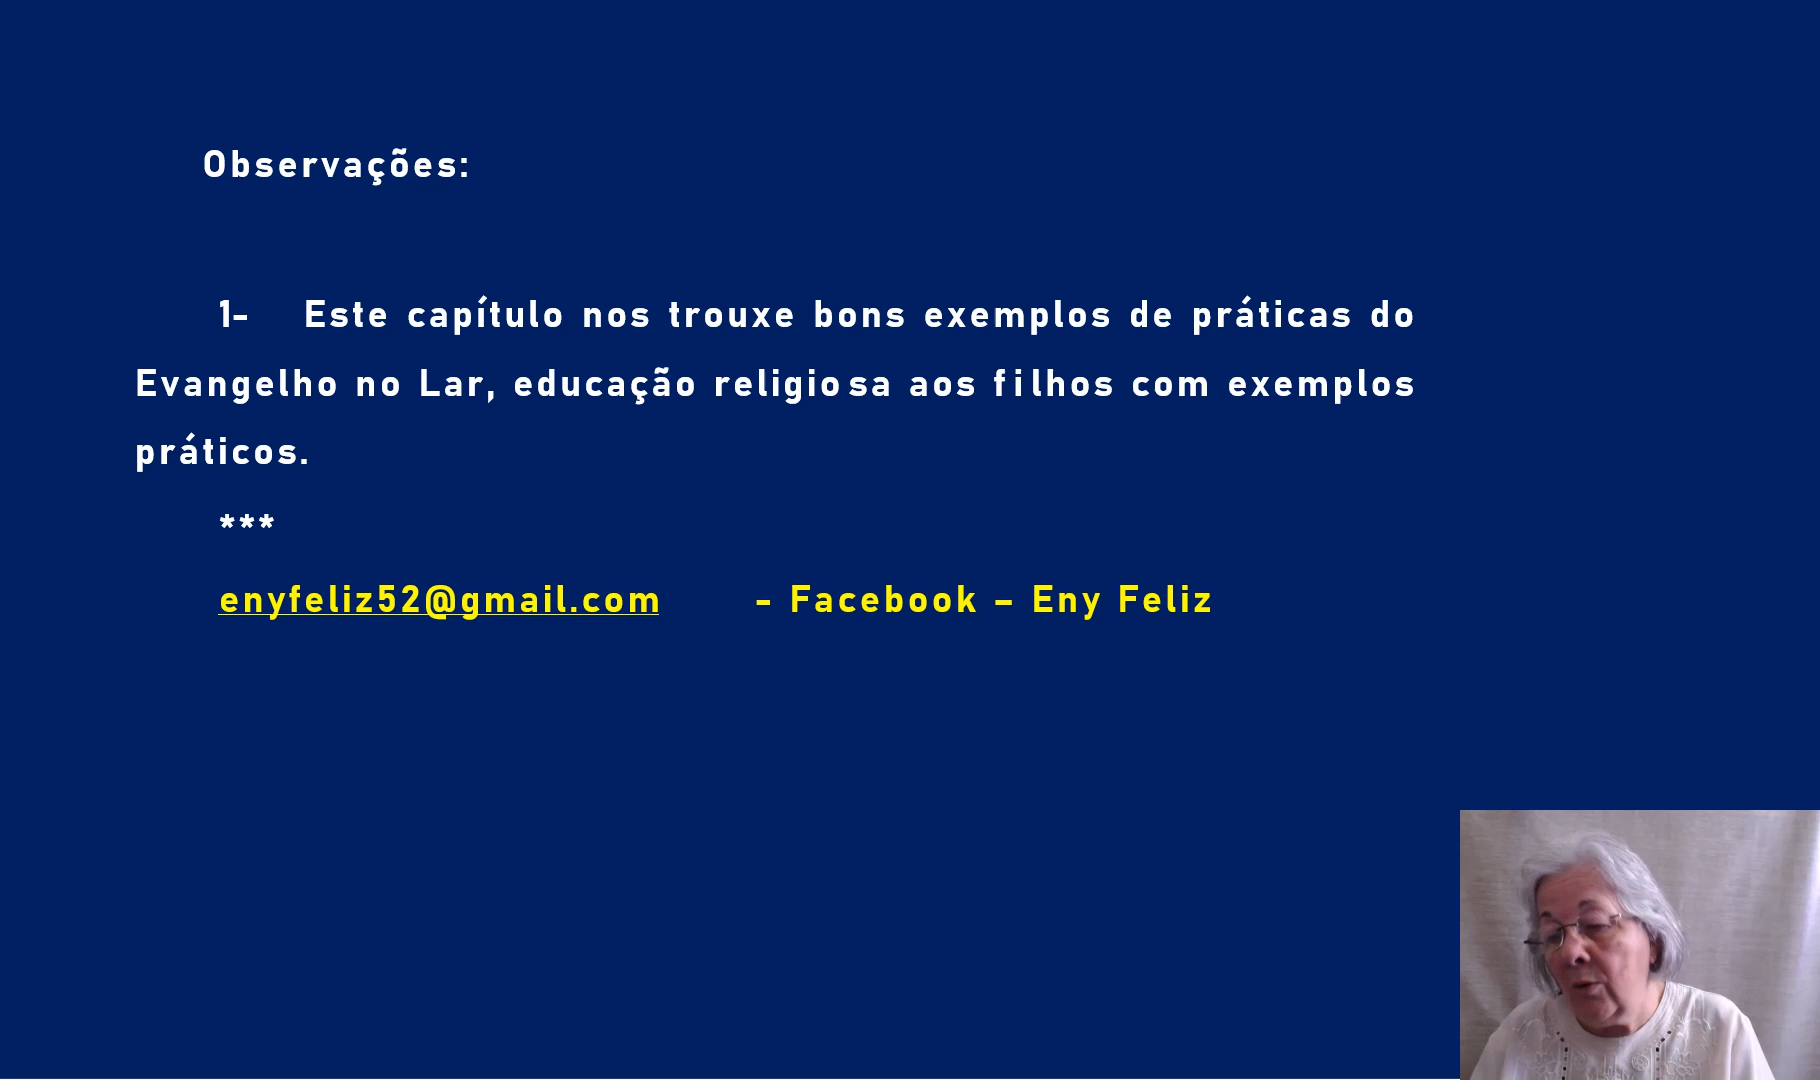 Observações:
1- Este capítulo nos trouxe bons exemplos de práticas do
Evangelho no Lar, educação religiosa aos filhos com exemplos
práticos.
***
enyfeliz52@gmail.com - Facebook – Eny Feliz